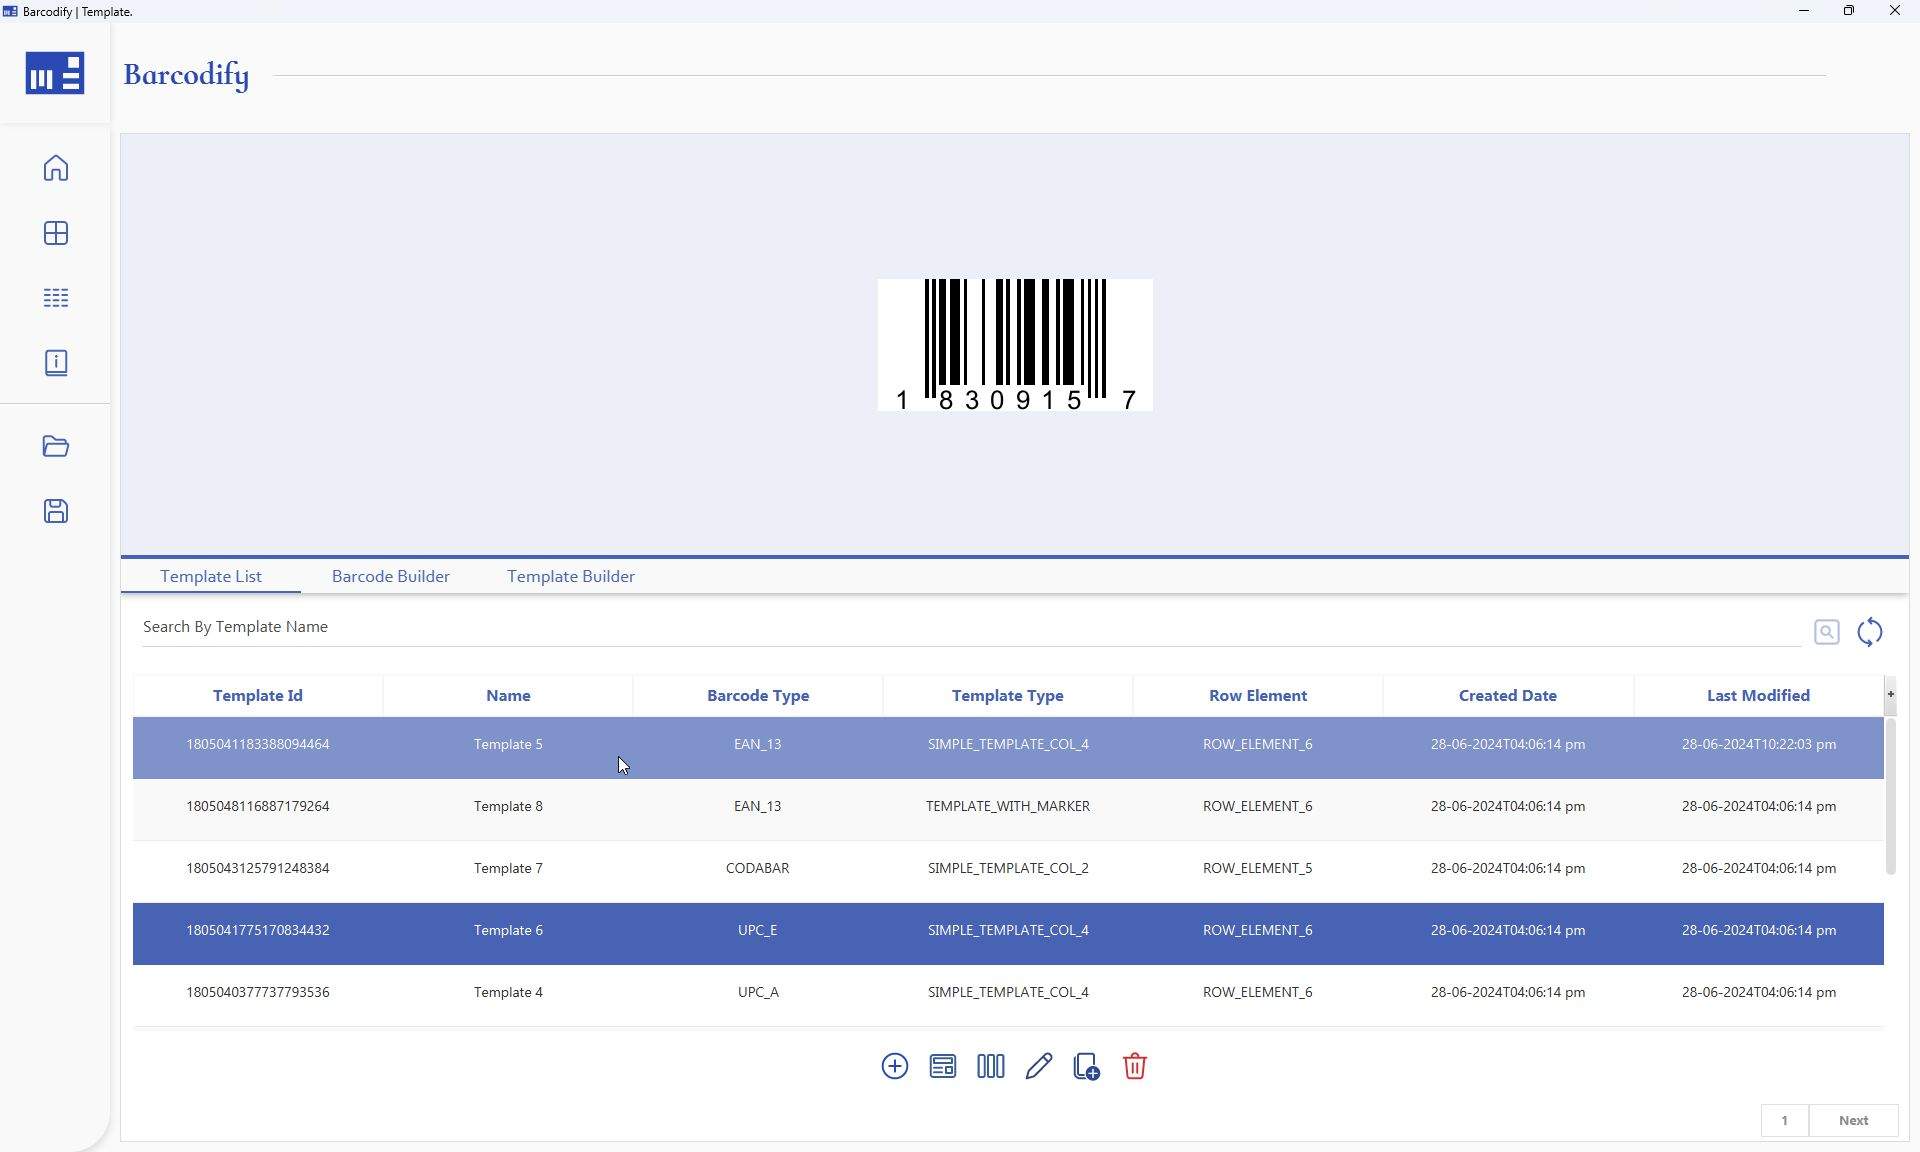 Barcodify | Template.
Barcodify
1 830915 7
Template List Barcode Builder Template Builder
Search By Template Name
Template Id Name Barcode Type Template Type Row Element Created Date Last Modified +
1805041183388094464 Template 5 EAN_13 SIMPLE_TEMPLATE_COL_4 ROW_ELEMENT_6 28-06-2024T04:06:14 pm 28-06-2024T10:22:03 pm
1805048116887179264 Template 8 EAN_13 TEMPLATE_WITH_MARKER ROW_ELEMENT_6 28-06-2024T04:06:14 pm 28-06-2024T04:06:14 pm
1805043125791248384 Template 7 CODABAR SIMPLE_TEMPLATE_COL_2 ROW_ELEMENT_5 28-06-2024T04:06:14 pm 28-06-2024T04:06:14 pm
1805041775170834432 Template 6 UPC_E SIMPLE_TEMPLATE_COL_4 ROW_ELEMENT_6 28-06-2024T04:06:14 pm 28-06-2024T04:06:14 pm
1805040377737793536 Template 4 UPC_A SIMPLE_TEMPLATE_COL_4 ROW_ELEMENT_6 28-06-2024T04:06:14 pm 28-06-2024T04:06:14 pm
1 Next